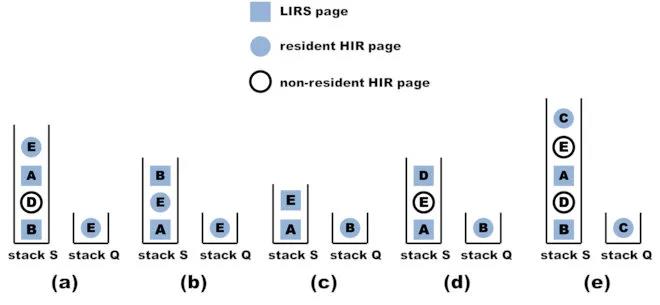 LIRS page
resident HIR page
non-resident HIR page
E
A
D
B
E
stack S stack Q
(a)
B
E
A
E
stack S stack Q
(b)
E
A
B
stack S stack Q
(c)
D
E
A
B
stack S stack Q
(d)
C
E
A
D
B
C
stack S stack Q
(e)